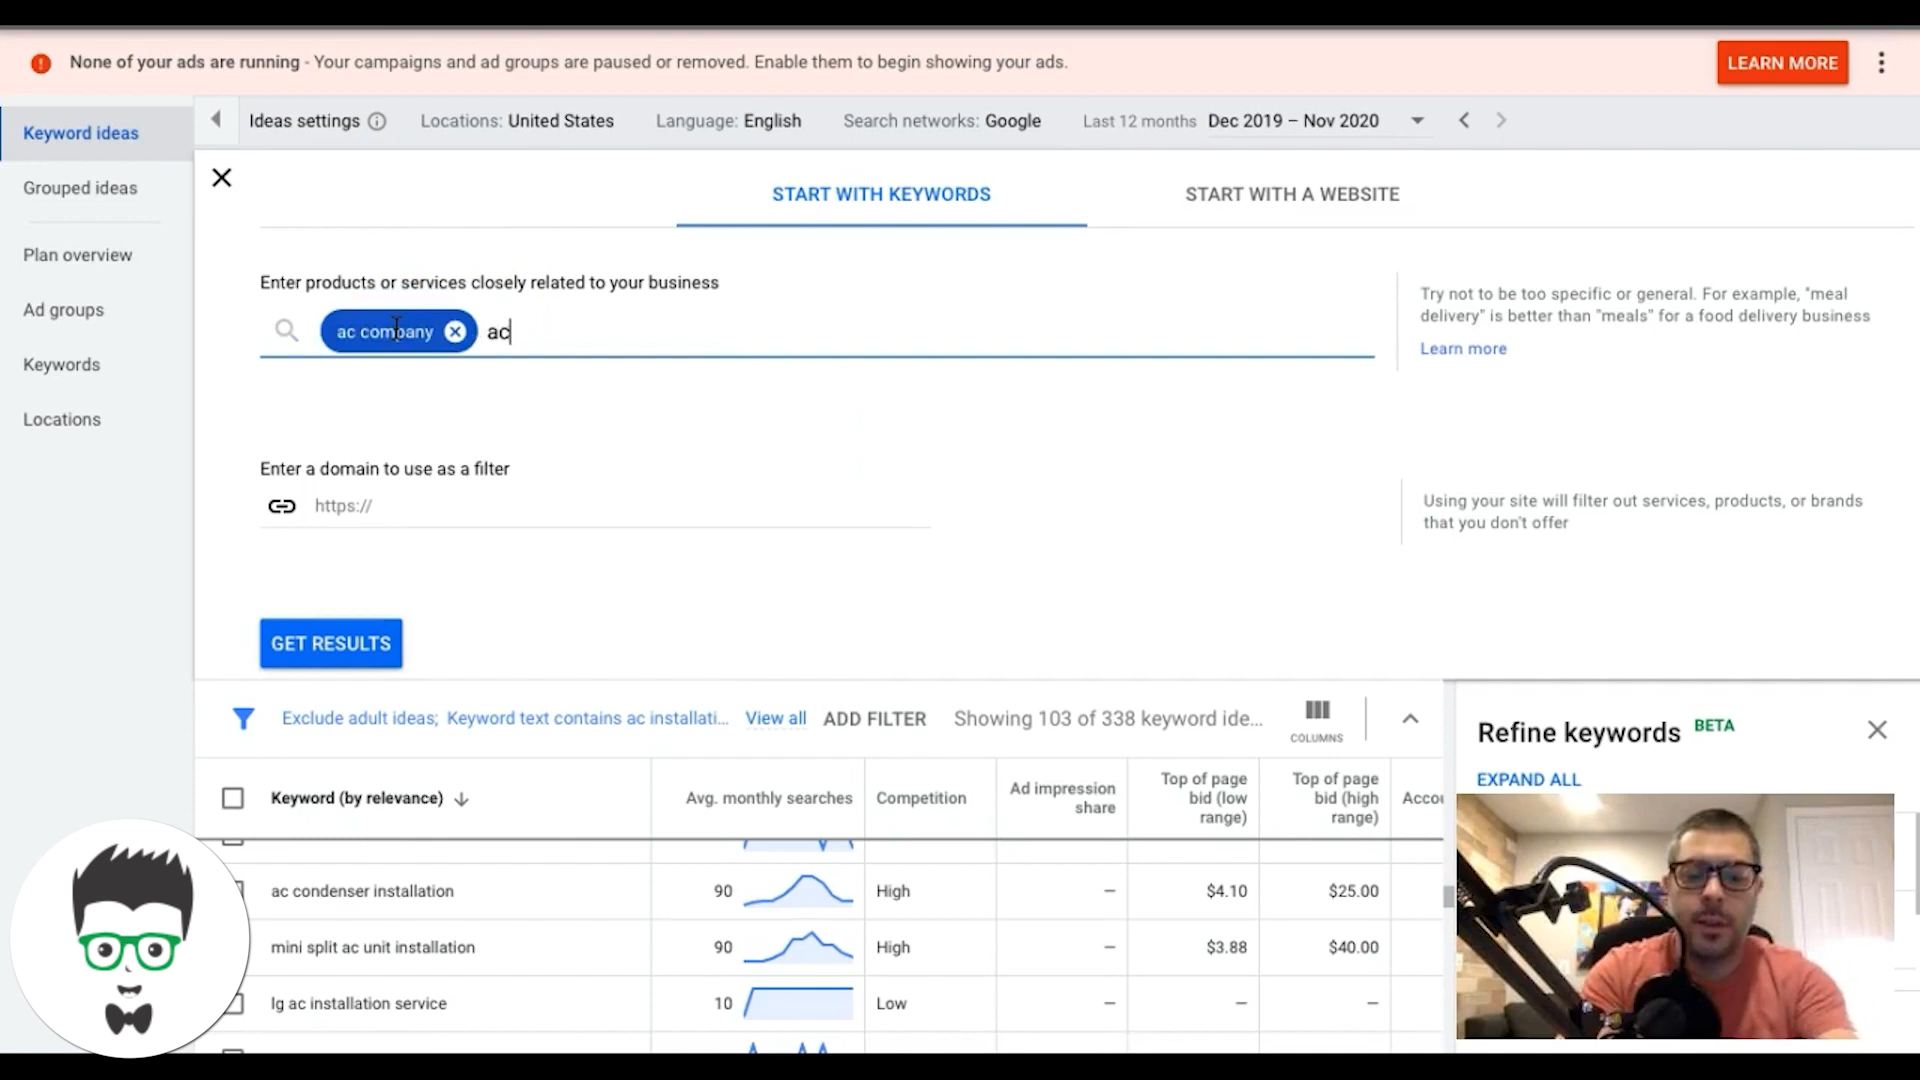 None of your ads are running - Your campaigns and ad groups are paused or removed. Enable them to begin showing your ads.
LEARN MORE
Keyword ideas
Grouped ideas
Plan overview
Ad groups
Keywords
Locations
Ideas settings
Locations: United States
Language: English
Search networks: Google
Last 12 months Dec 2019 – Nov 2020
START WITH KEYWORDS
START WITH A WEBSITE
Enter products or services closely related to your business
ac company
ac
Try not to be too specific or general. For example, "meal
delivery" is better than "meals" for a food delivery business
Learn more
Enter a domain to use as a filter
https://
Using your site will filter out services, products, or brands
that you don't offer
GET RESULTS
Exclude adult ideas; Keyword text contains ac installati...
View all
ADD FILTER
Showing 103 of 338 keyword ide...
COLUMNS
Refine keywords BETA
EXPAND ALL
Keyword (by relevance)
Avg. monthly searches
Competition
Ad impression
share
Top of page
bid (low
range)
Top of page
bid (high
range)
Accou
ac condenser installation 90 High – $4.10 $25.00
mini split ac unit installation 90 High – $3.88 $40.00
lg ac installation service 10 Low – – –